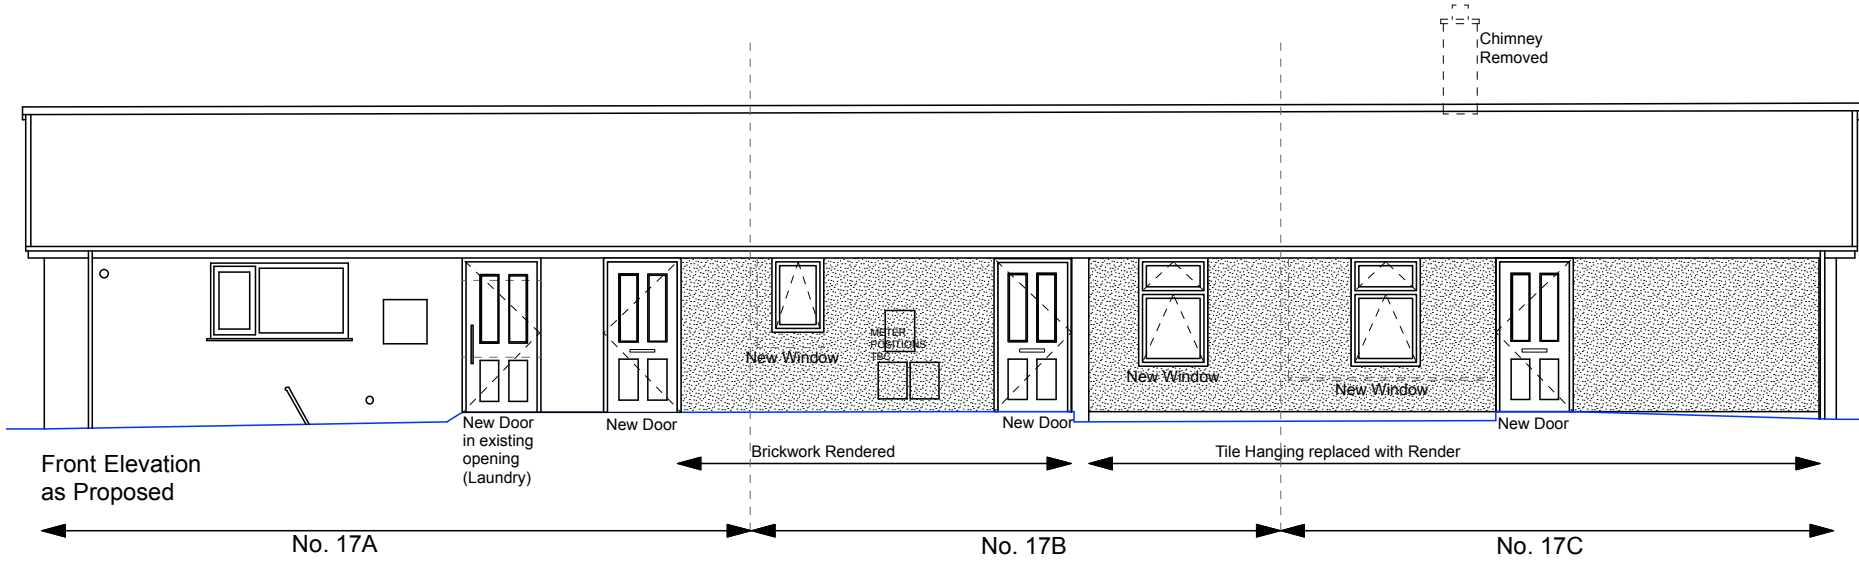 Chimney
Removed
METER
POSITIONS
TBC
New Window
New Window
New Window
New Door
in existing
opening
(Laundry)
New Door
New Door
New Door
Brickwork Rendered
Tile Hanging replaced with Render
Front Elevation
as Proposed
No. 17A
No. 17B
No. 17C